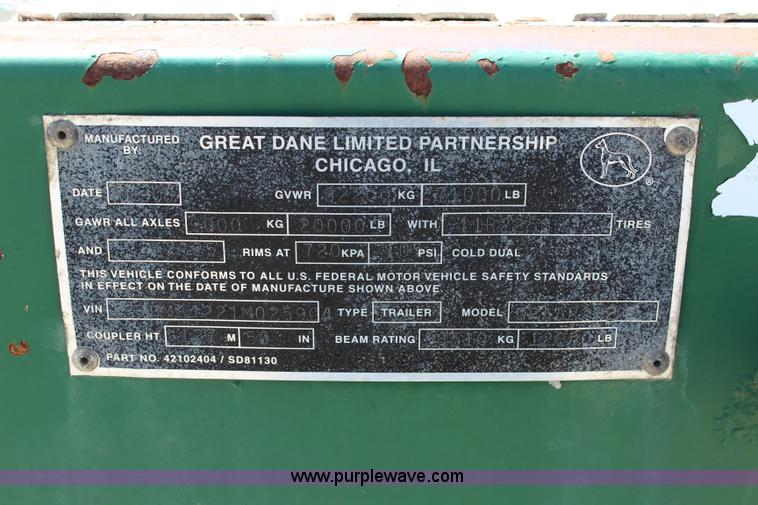 MANUFACTURED BY: GREAT DANE LIMITED PARTNERSHIP
CHICAGO, IL
®
DATE GVWR KG LB
GAWR ALL AXLES KG 20000 LB WITH TIRES
AND RIMS AT 720 KPA PSI COLD DUAL
THIS VEHICLE CONFORMS TO ALL U.S. FEDERAL MOTOR VEHICLE SAFETY STANDARDS
IN EFFECT ON THE DATE OF MANUFACTURE SHOWN ABOVE.
VIN TYPE TRAILER MODEL
COUPLER HT M IN BEAM RATING KG LB
PART NO. 42102404 / SD81130
www.purplewave.com